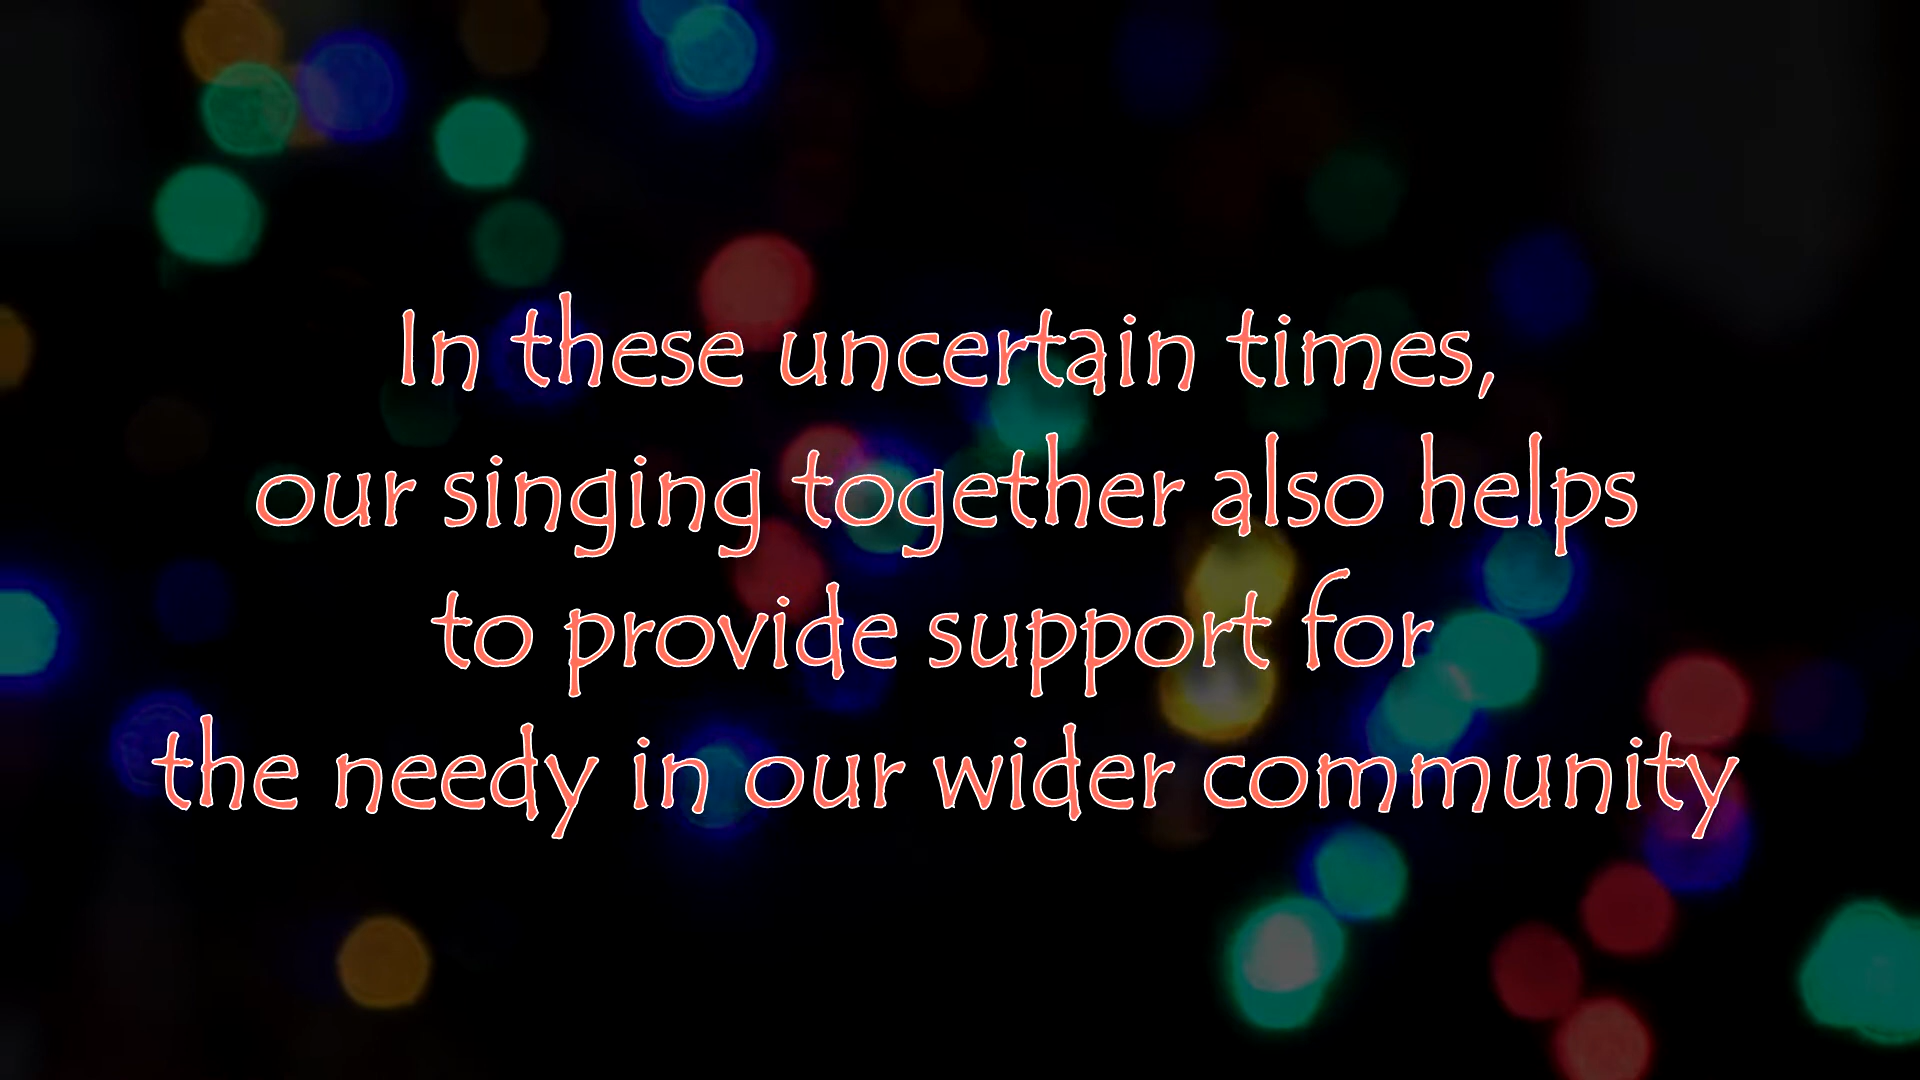 In these uncertain times,
our singing together also helps
to provide support for
the needy in our wider community